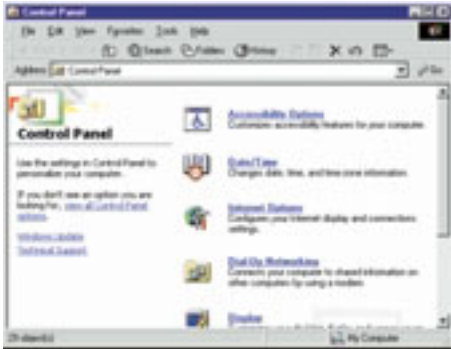 Control Panel
File Edit View Favorites Tools Help
Search Folders History
Address Control Panel Go
Control Panel
Use the settings in Control Panel to
personalize your computer.
If you don't see an option you are
looking for, view all Control Panel
options.
Windows Update
Technical Support
Accessibility Options
Customizes accessibility features for your computer.
Date/Time
Changes date, time, and time zone information.
Internet Options
Configures your Internet display and connections
settings.
Dial-Up Networking
Connects your computer to shared information on
other computers by using a modem.
Display
object(s)
My Computer